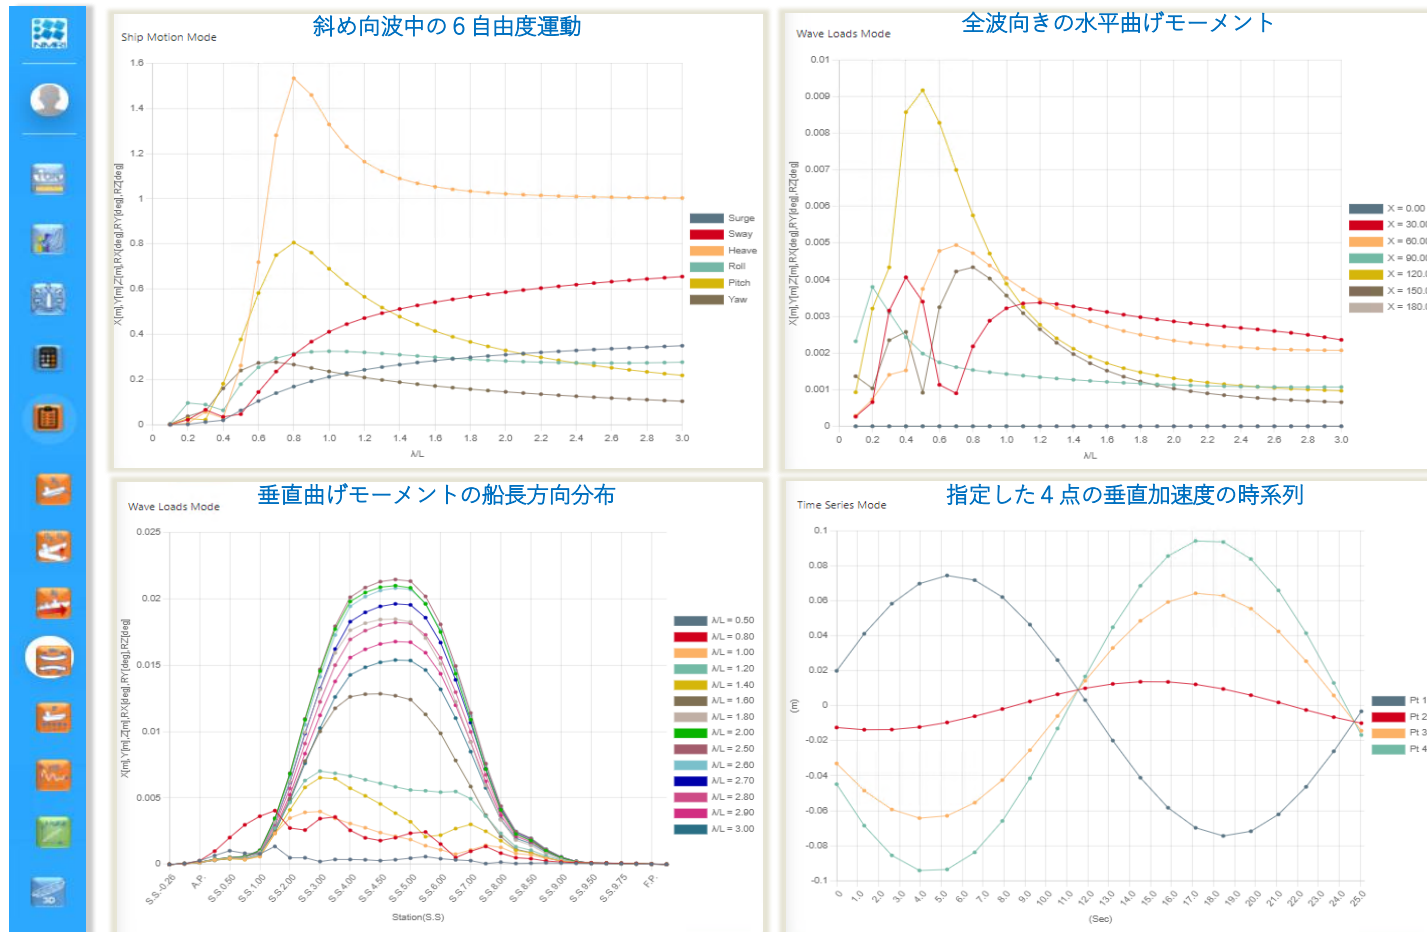 斜め向波中の6自由度運動
Ship Motion Mode
X[m],Y[m],Z[m],RX[deg],RY[deg],RZ[deg]
1.6
1.4
1.2
1
0.8
0.6
0.4
0.2
0
0 0.2 0.4 0.6 0.8 1.0 1.2 1.4 1.6 1.8 2.0 2.2 2.4 2.6 2.8 3.0
λ/L
Surge
Sway
Heave
Roll
Pitch
Yaw
全波向きの水平曲げモーメント
Wave Loads Mode
X[m],Y[m],Z[m],RX[deg],RY[deg],RZ[deg]
0.01
0.009
0.008
0.007
0.006
0.005
0.004
0.003
0.002
0.001
0
0 0.2 0.4 0.6 0.8 1.0 1.2 1.4 1.6 1.8 2.0 2.2 2.4 2.6 2.8 3.0
λ/L
X = 0.00
X = 30.00
X = 60.00
X = 90.00
X = 120.0
X = 150.0
X = 180.0
垂直曲げモーメントの船長方向分布
Wave Loads Mode
X[m],Y[m],Z[m],RX[deg],RY[deg],RZ[deg]
0.025
0.02
0.015
0.01
0.005
0
S.S.-0.26 A.P. S.S.0.50 S.S.1.00 S.S.2.00 S.S.3.00 S.S.4.00 S.S.4.50 S.S.5.00 S.S.6.00 S.S.7.00 S.S.8.00 S.S.9.00 S.S.9.50 S.S.9.75 F.P.
Station(S.S)
λ/L = 0.50
λ/L = 0.80
λ/L = 1.00
λ/L = 1.20
λ/L = 1.40
λ/L = 1.60
λ/L = 1.80
λ/L = 2.00
λ/L = 2.50
λ/L = 2.60
λ/L = 2.70
λ/L = 2.80
λ/L = 2.90
λ/L = 3.00
指定した4点の垂直加速度の時系列
Time Series Mode
(m)
0.1
0.08
0.06
0.04
0.02
0
-0.02
-0.04
-0.06
-0.08
-0.1
0 1.0 2.0 3.0 4.0 5.0 6.0 7.0 8.0 9.0 10.0 11.0 12.0 13.0 14.0 15.0 16.0 17.0 18.0 19.0 20.0 21.0 22.0 23.0 24.0 25.0
(Sec)
Pt 1
Pt 2
Pt 3
Pt 4
3D